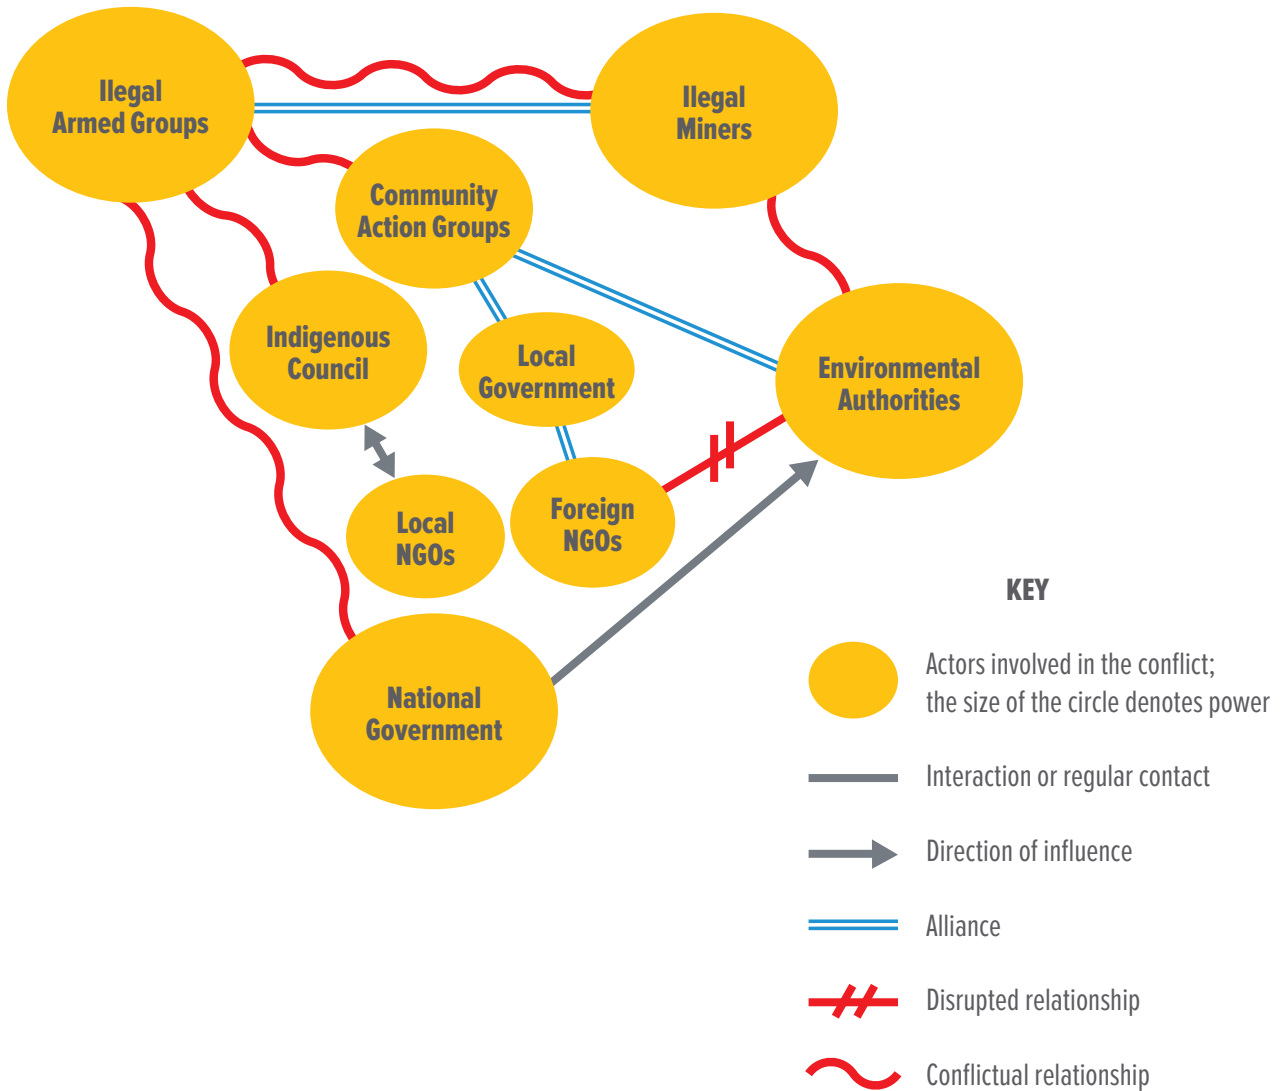 Ilegal
Armed Groups
Ilegal
Miners
Community
Action Groups
Indigenous
Council
Local
Government
Environmental
Authorities
Local
NGOs
Foreign
NGOs
National
Government
KEY
Actors involved in the conflict;
the size of the circle denotes power
Interaction or regular contact
Direction of influence
Alliance
Disrupted relationship
Conflictual relationship